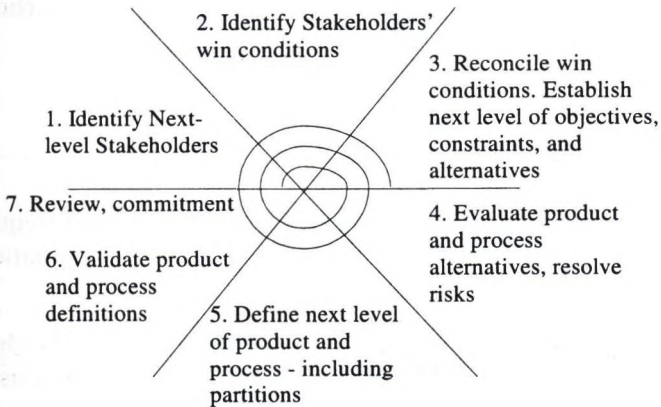 2. Identify Stakeholders'
win conditions
3. Reconcile win
conditions. Establish
next level of objectives,
constraints, and
alternatives
1. Identify Next-
level Stakeholders
7. Review, commitment
4. Evaluate product
and process
alternatives, resolve
risks
6. Validate product
and process
definitions
5. Define next level
of product and
process - including
partitions